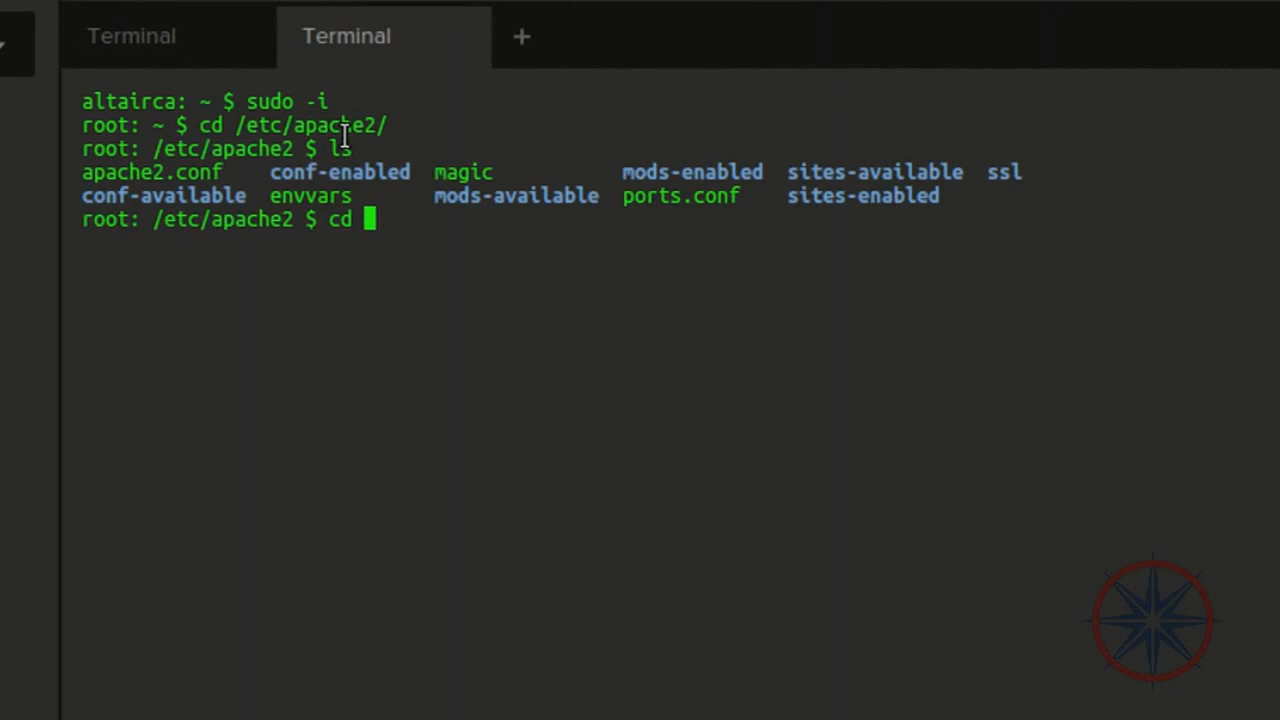 Terminal Terminal +
altairca: ~ $ sudo -i
root: ~ $ cd /etc/apache2/
root: /etc/apache2 $ ls
apache2.conf conf-enabled magic mods-enabled sites-available ssl
conf-available envvars mods-available ports.conf sites-enabled
root: /etc/apache2 $ cd